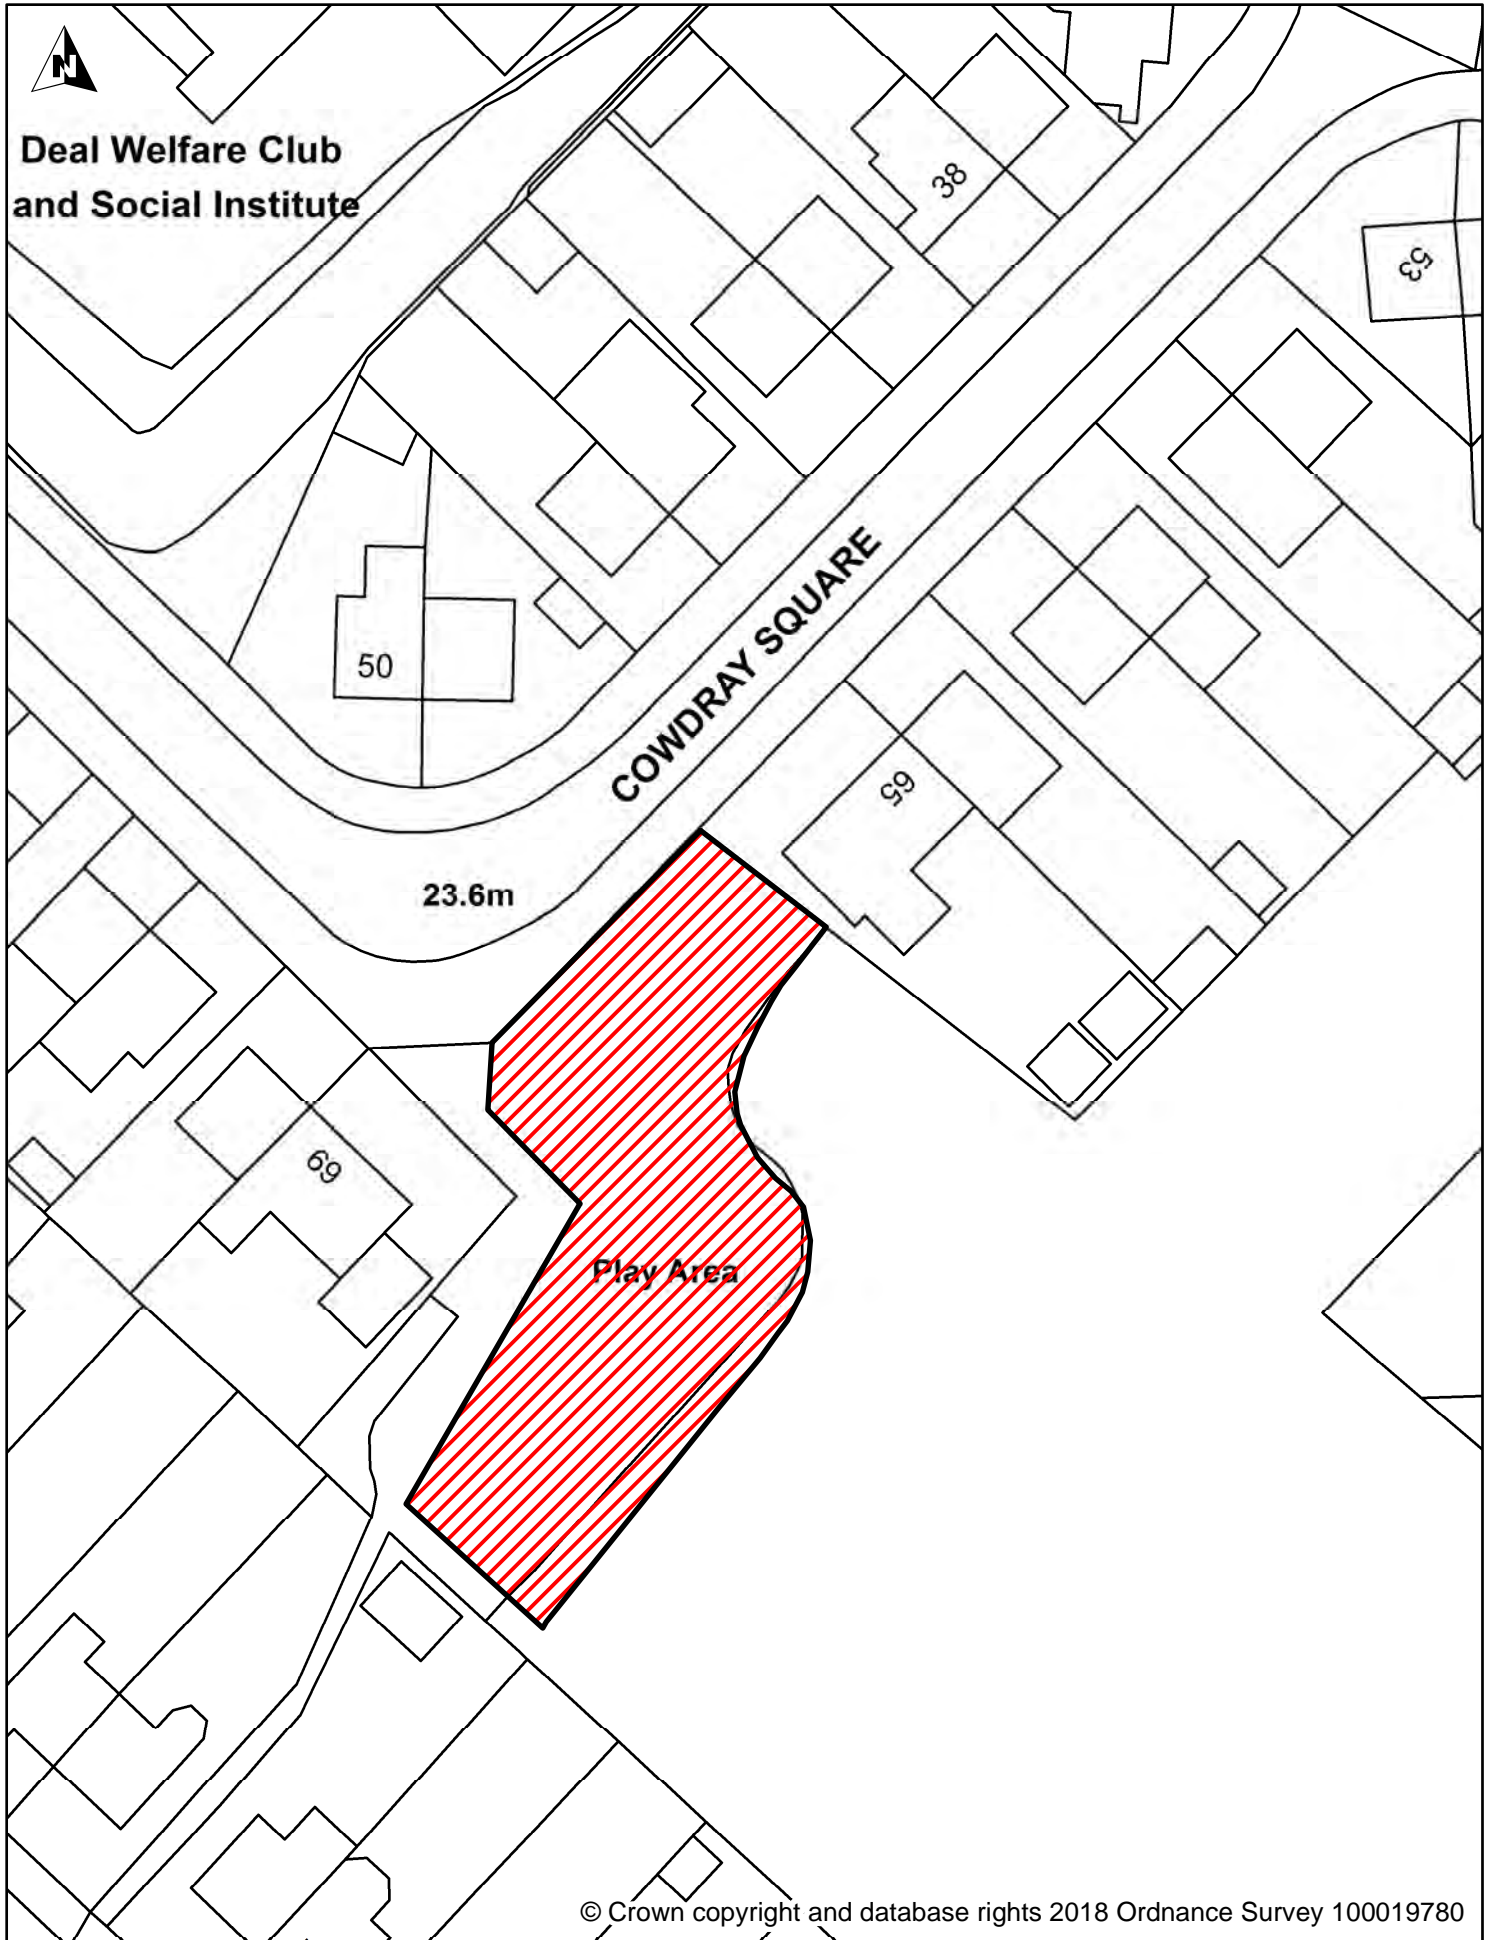 N
Deal Welfare Club
and Social Institute
38
53
50
COWDRAY SQUARE
65
23.6m
69
Play Area
© Crown copyright and database rights 2018 Ordnance Survey 100019780